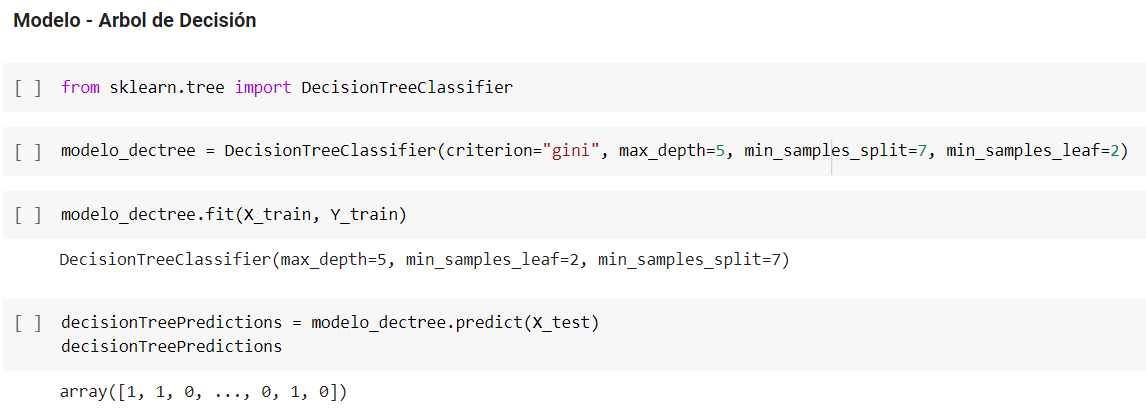 Modelo - Arbol de Decisión
[ ] from sklearn.tree import DecisionTreeClassifier
[ ] modelo_dectree = DecisionTreeClassifier(criterion="gini", max_depth=5, min_samples_split=7, min_samples_leaf=2)
[ ] modelo_dectree.fit(X_train, Y_train)
DecisionTreeClassifier(max_depth=5, min_samples_leaf=2, min_samples_split=7)
[ ] decisionTreePredictions = modelo_dectree.predict(X_test)
decisionTreePredictions
array([1, 1, 0, ..., 0, 1, 0])